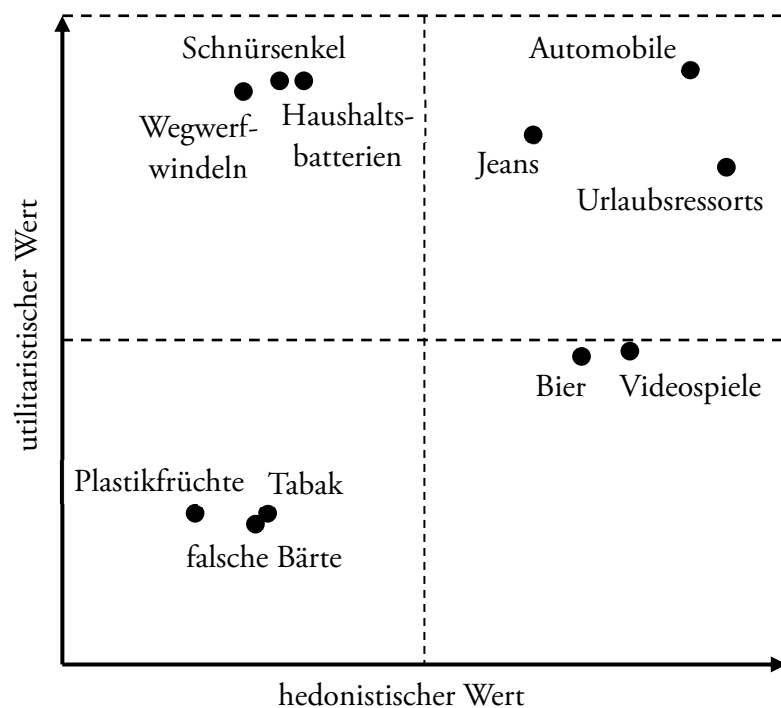 Schnürsenkel
Automobile
Wegwerf-
windeln
Haushalts-
batterien
Jeans
Urlaubsressorts
utilitaristischer Wert
Bier
Videospiele
Plastikfrüchte
Tabak
falsche Bärte
hedonistischer Wert